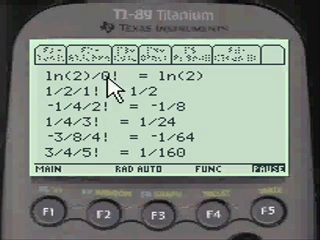 TI-89 Titanium
TEXAS INSTRUMENTS
ln(2)/0! = ln(2)
1/2/1! = 1/2
-1/4/2! = -1/8
1/4/3! = 1/24
-3/8/4! = -1/64
3/4/5! = 1/160
MAIN RAD AUTO FUNC PAUSE
F1 F2 F3 F4 F5